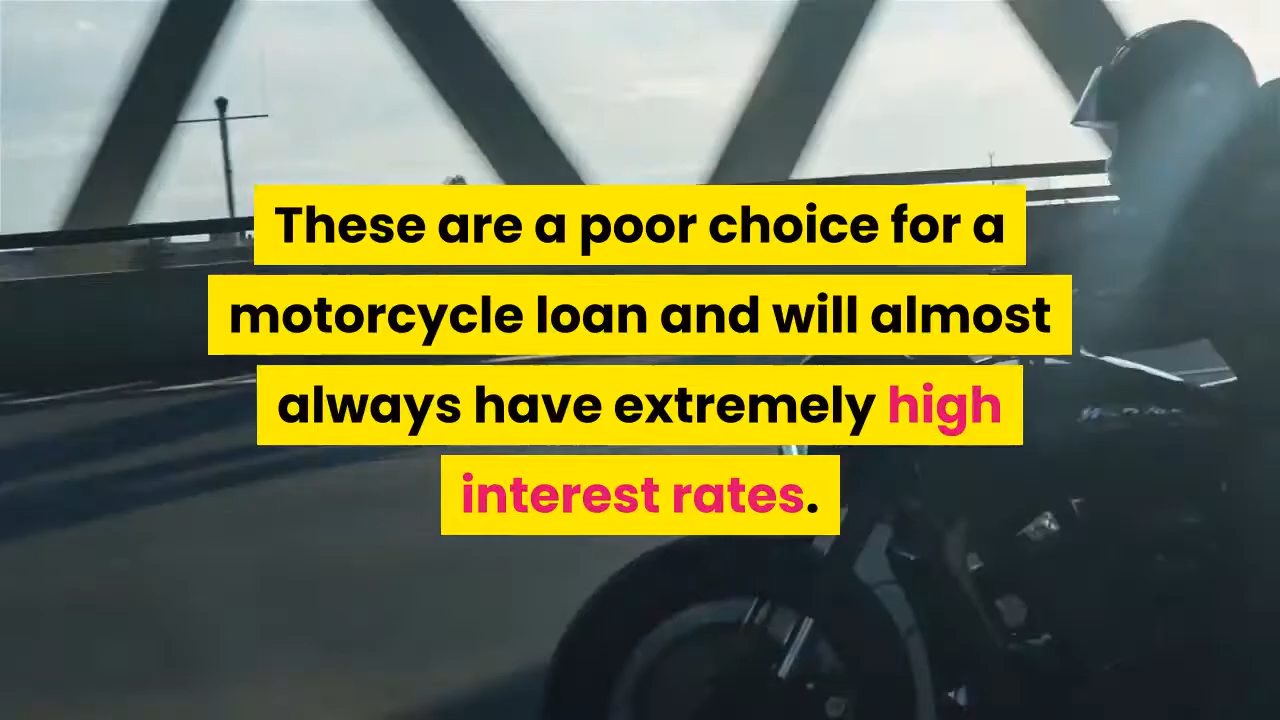 These are a poor choice for a
motorcycle loan and will almost
always have extremely high
interest rates.